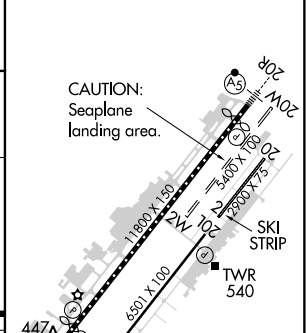 20R
A5
CAUTION:
Seaplane
landing area.
20W
P
20
5400 X 100
2900 X 75
11800 X 150
2W
20L
2
SKI
STRIP
P
TWR
540
6501 X 100
P
447